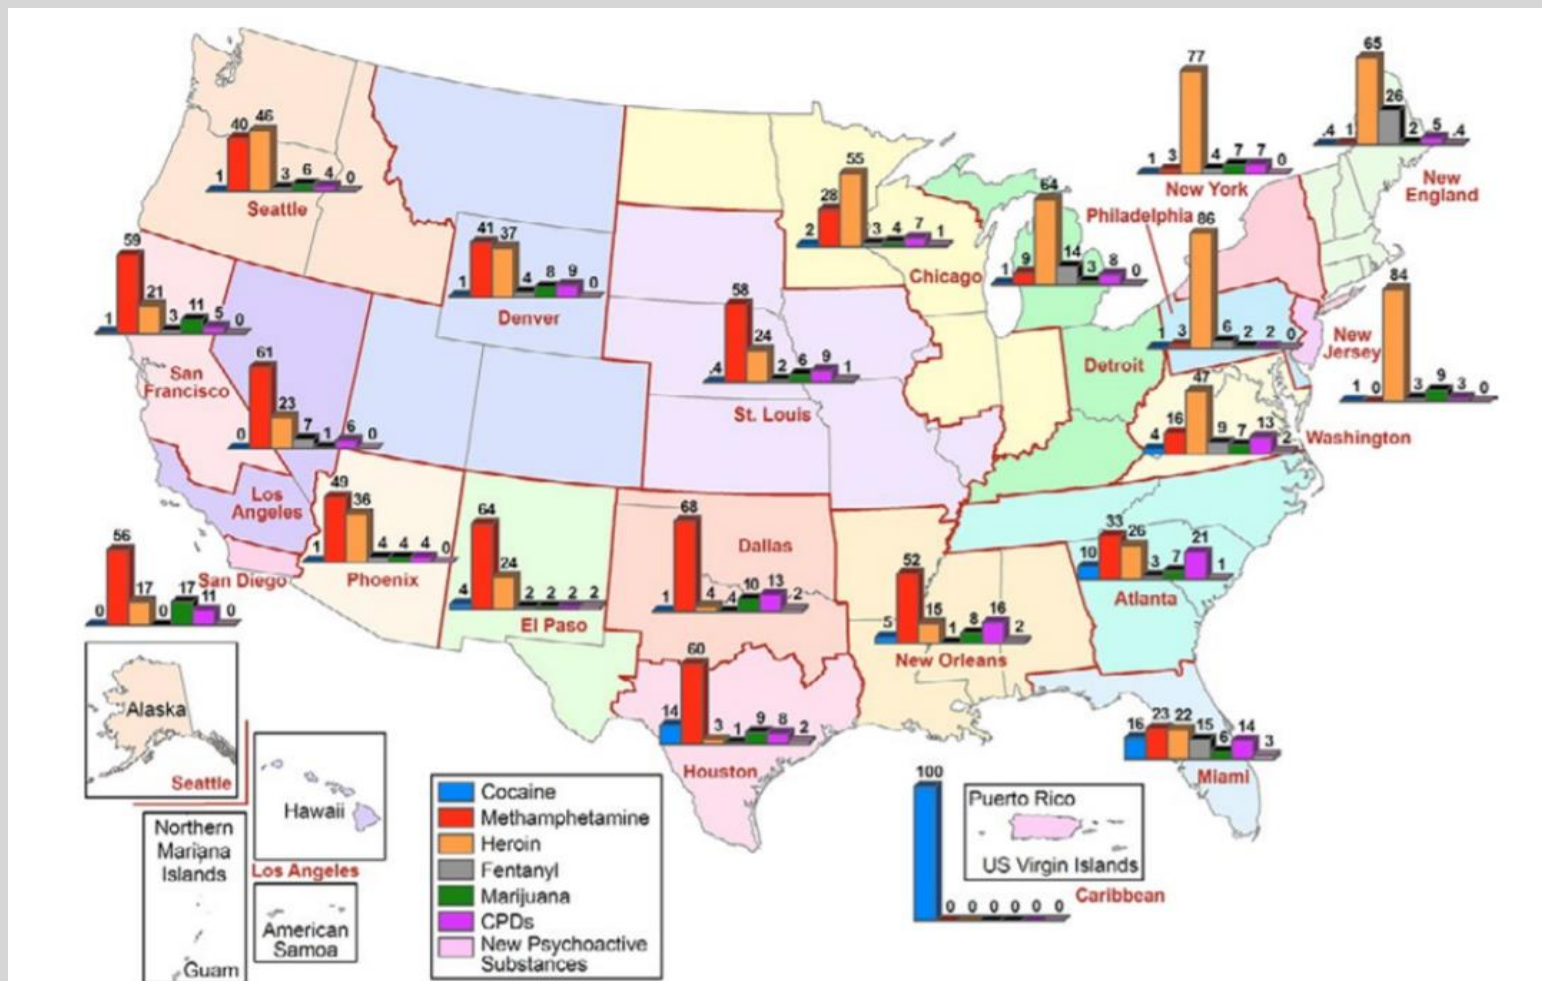 77
1 3 4 7 7 0
New York
65
.4 1 26 2 5 .4
New
England
40 46
1 3 6 4 0
Seattle
55
28
2 3 4 7 1
Chicago
64
1 9 14 3 8 0
Detroit
Philadelphia
86
1 3 6 2 2 0
84
1 0 3 9 3 0
New
Jersey
59
21
1 3 11 5 0
San
Francisco
41 37
1 4 8 9 0
Denver
58
24
.4 2 6 9 1
St. Louis
61
23
0 7 1 6 0
Los
Angeles
47
16
4 9 7 13 2
Washington
49
36
1 4 4 4 0
Phoenix
64
24
4 2 2 2 2
El Paso
68
1 4 .4 10 13 2
Dallas
52
15
5 1 8 16 2
New Orleans
33
26
10 3 7 21 1
Atlanta
56
17
0 0 17 11 0
San Diego
60
14 3 1 9 8 2
Houston
16 23 22 15 6 14 3
Miami
Alaska
Seattle
Hawaii
Los Angeles
Northern
Mariana
Islands
Guam
American
Samoa
Cocaine
Methamphetamine
Heroin
Fentanyl
Marijuana
CPDs
New Psychoactive
Substances
100
0 0 0 0 0 0
Puerto Rico
US Virgin Islands
Caribbean